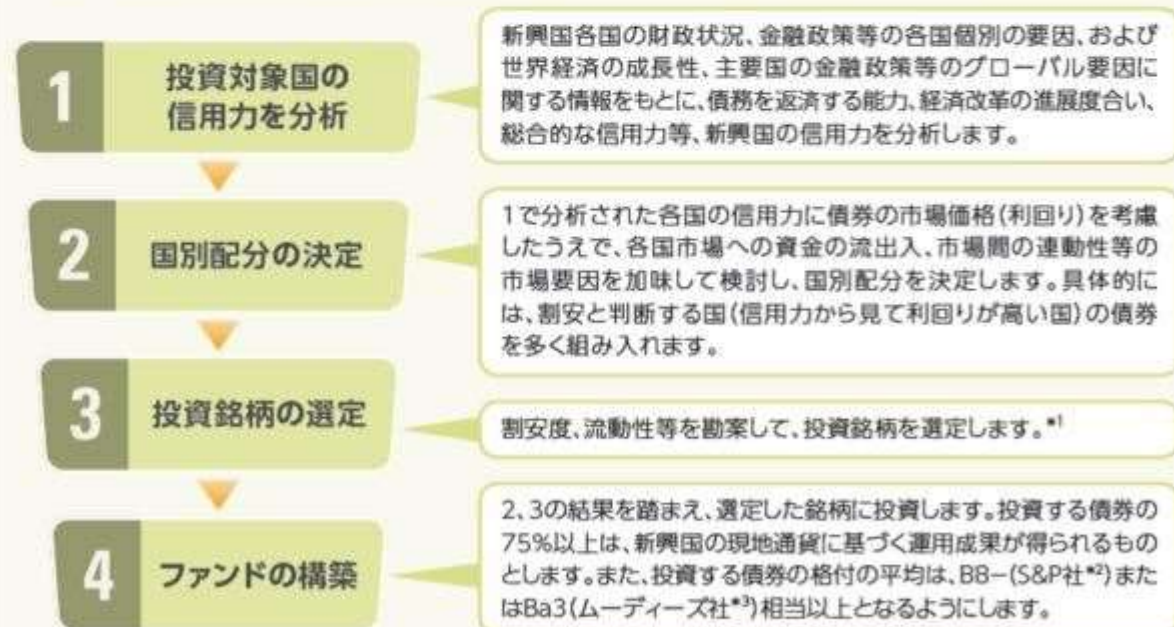 1
投資対象国の
信用力を分析
新興国各国の財政状況、金融政策等の各国個別の要因、および
世界経済の成長性、主要国の金融政策等のグローバル要因に
関する情報をもとに、債務を返済する能力、経済改革の進展度合い、
総合的な信用力等、新興国の信用力を分析します。
2
国別配分の決定
1で分析された各国の信用力に債券の市場価格(利回り)を考慮
したうえで、各国市場への資金の流出入、市場間の連動性等の
市場要因を加味して検討し、国別配分を決定します。具体的に
は、割安と判断する国(信用力から見て利回りが高い国)の債券
を多く組み入れます。
3
投資銘柄の選定
割安度、流動性等を勘案して、投資銘柄を選定します。*1
4
ファンドの構築
2、3の結果を踏まえ、選定した銘柄に投資します。投資する債券の
75%以上は、新興国の現地通貨に基づく運用成果が得られるもの
とします。また、投資する債券の格付の平均は、BB−(S&P社*2)また
はBa3(ムーディーズ社*3)相当以上となるようにします。